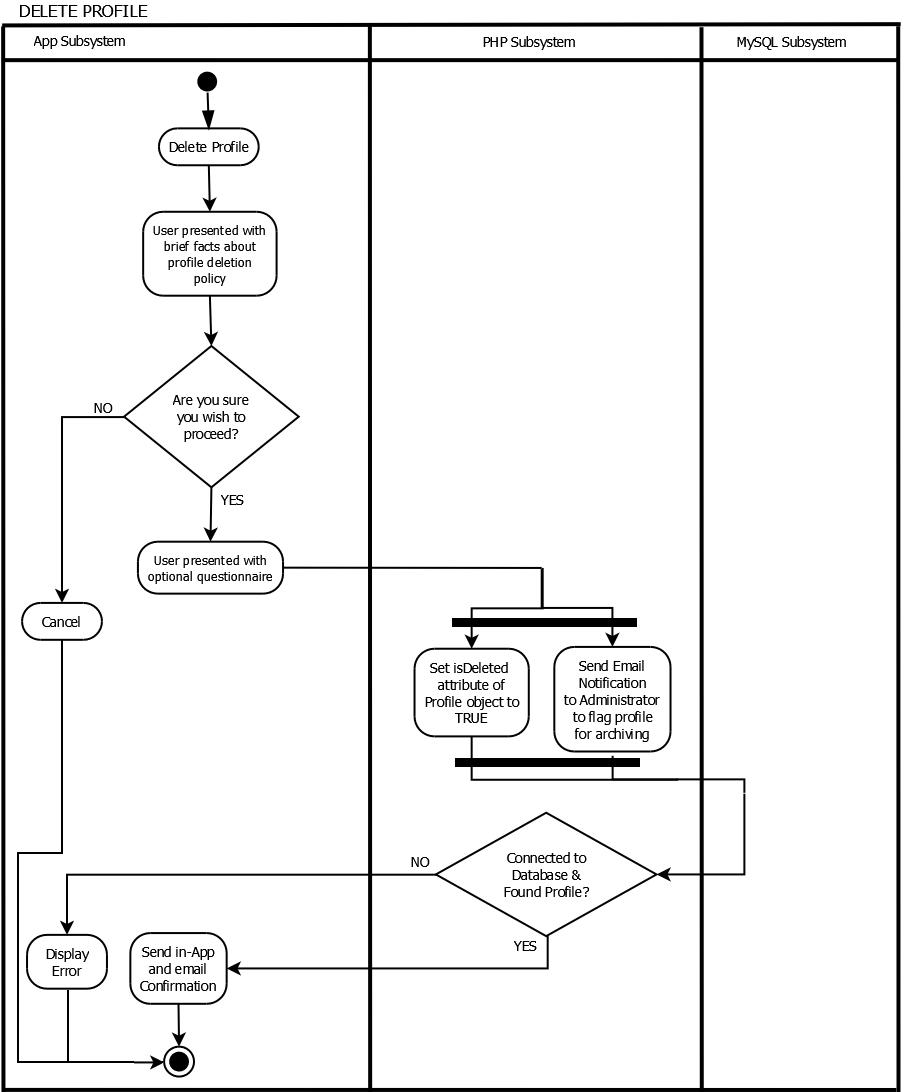 DELETE PROFILE
App Subsystem
PHP Subsystem
MySQL Subsystem
Delete Profile
User presented with
brief facts about
profile deletion
policy
Are you sure
you wish to
proceed?
NO
YES
User presented with
optional questionnaire
Cancel
Set isDeleted
attribute of
Profile object to
TRUE
Send Email
Notification
to Administrator
to flag profile
for archiving
Connected to
Database &
Found Profile?
NO
YES
Display
Error
Send in-App
and email
Confirmation